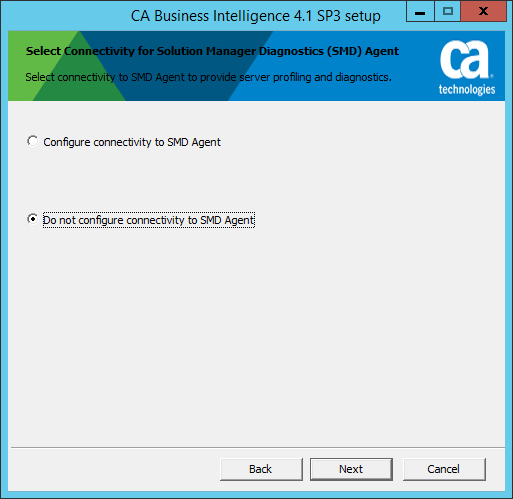 CA Business Intelligence 4.1 SP3 setup
Select Connectivity for Solution Manager Diagnostics (SMD) Agent
Select connectivity to SMD Agent to provide server profiling and diagnostics.
ca
technologies
Configure connectivity to SMD Agent
Do not configure connectivity to SMD Agent
Back
Next
Cancel